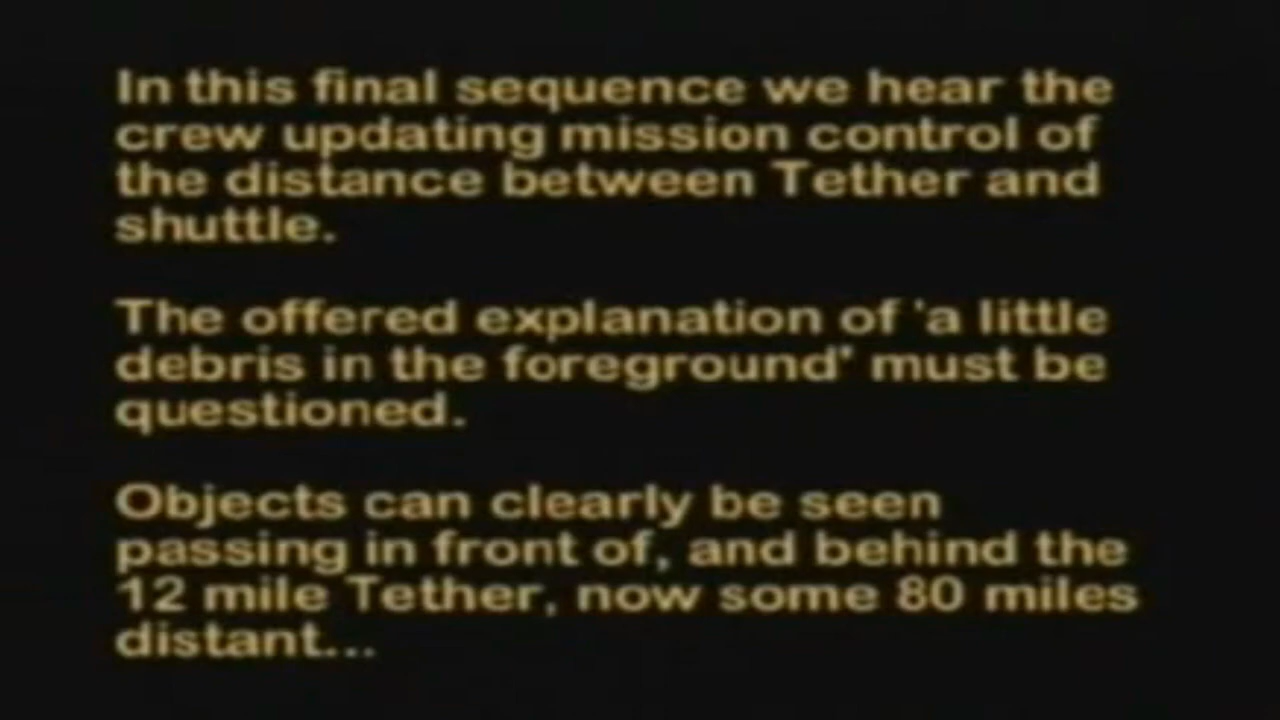 In this final sequence we hear the
crew updating mission control of
the distance between Tether and
shuttle.
The offered explanation of 'a little
debris in the foreground' must be
questioned.
Objects can clearly be seen
passing in front of, and behind the
12 mile Tether, now some 80 miles
distant...